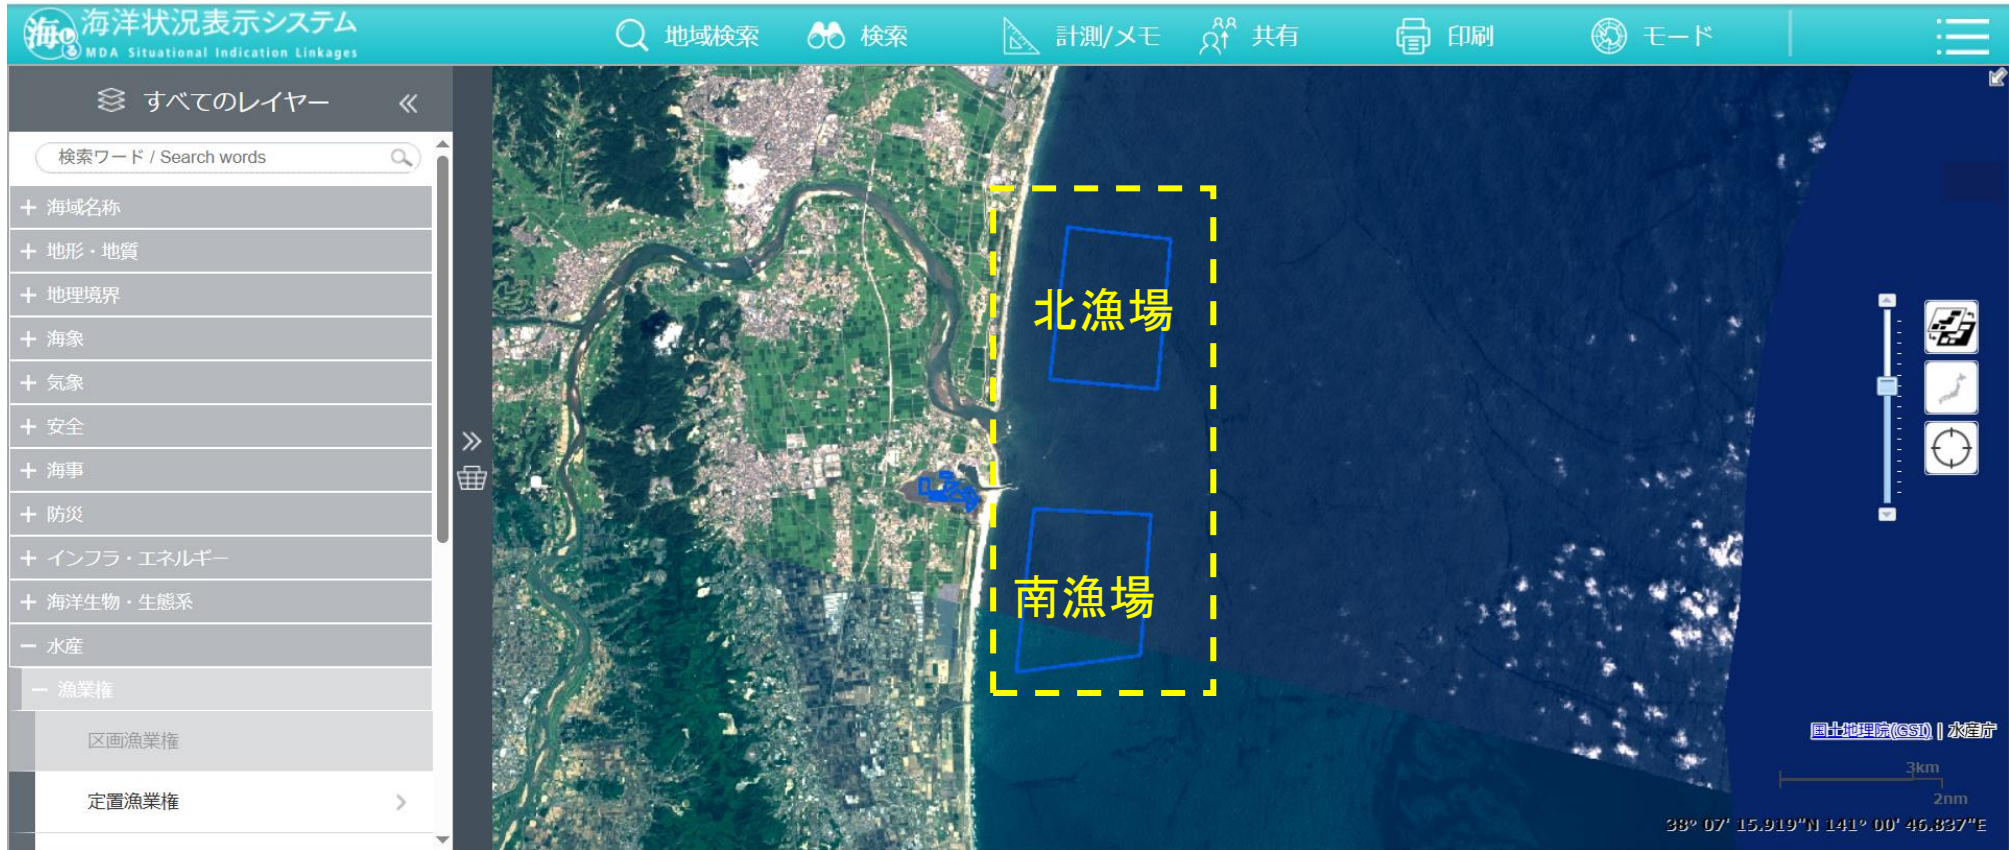 海しる 海洋状況表示システム
MDA Situational Indication Linkages
地域検索
検索
計測/メモ
共有
印刷
モード
すべてのレイヤー
検索ワード / Search words
海域名称
地形・地質
地理境界
海象
気象
安全
海事
防災
インフラ・エネルギー
海洋生物・生態系
水産
漁業権
区画漁業権
定置漁業権
北漁場
南漁場
国土地理院(GSI) | 水産庁
3km
2nm
38° 07' 15.919"N 141° 00' 46.837"E